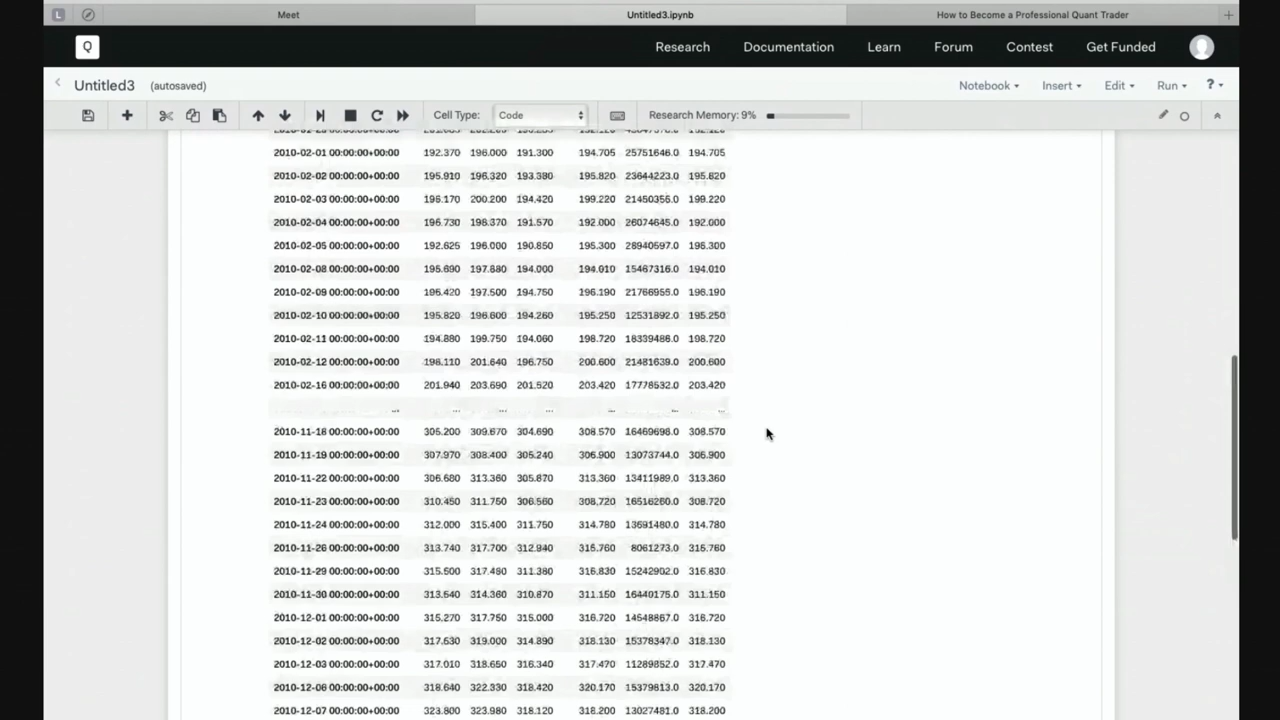 L Meet Untitled3.ipynb How to Become a Professional Quant Trader
Q Research Documentation Learn Forum Contest Get Funded
Untitled3 (autosaved) Notebook Insert Edit Run ?
Cell Type: Code Research Memory: 9%
2010-02-01 00:00:00+00:00 192.370 196.000 191.300 194.705 25751646.0 194.705
2010-02-02 00:00:00+00:00 195.910 196.320 193.380 195.820 23644223.0 195.820
2010-02-03 00:00:00+00:00 195.170 200.200 194.420 199.220 21450355.0 199.220
2010-02-04 00:00:00+00:00 196.730 198.370 191.570 192.000 26074645.0 192.000
2010-02-05 00:00:00+00:00 192.625 196.000 190.850 195.300 28940597.0 195.300
2010-02-08 00:00:00+00:00 195.690 197.880 194.000 194.010 15467316.0 194.010
2010-02-09 00:00:00+00:00 196.420 197.500 194.750 196.190 21766955.0 196.190
2010-02-10 00:00:00+00:00 195.820 196.600 194.260 195.250 12531892.0 195.250
2010-02-11 00:00:00+00:00 194.880 199.750 194.060 198.720 18339486.0 198.720
2010-02-12 00:00:00+00:00 198.110 201.640 196.750 200.600 21481639.0 200.600
2010-02-16 00:00:00+00:00 201.940 203.690 201.520 203.420 17778532.0 203.420
... ... ... ... ... ... ...
2010-11-18 00:00:00+00:00 305.200 309.670 304.690 308.570 16469698.0 308.570
2010-11-19 00:00:00+00:00 307.970 308.400 305.240 306.900 13073744.0 306.900
2010-11-22 00:00:00+00:00 306.680 313.360 305.870 313.360 13411989.0 313.360
2010-11-23 00:00:00+00:00 310.450 311.750 306.560 308.720 16516260.0 308.720
2010-11-24 00:00:00+00:00 312.000 315.400 311.750 314.780 13691480.0 314.780
2010-11-26 00:00:00+00:00 313.740 317.700 312.940 315.760 8061273.0 315.760
2010-11-29 00:00:00+00:00 315.500 317.480 311.380 316.830 15242902.0 316.830
2010-11-30 00:00:00+00:00 313.540 314.360 310.870 311.150 16440175.0 311.150
2010-12-01 00:00:00+00:00 315.270 317.750 315.000 316.720 14548867.0 316.720
2010-12-02 00:00:00+00:00 317.530 319.000 314.890 318.130 15378347.0 318.130
2010-12-03 00:00:00+00:00 317.010 318.650 316.340 317.470 11289852.0 317.470
2010-12-06 00:00:00+00:00 318.640 322.330 318.420 320.170 15379813.0 320.170
2010-12-07 00:00:00+00:00 323.800 323.980 318.120 318.200 13027481.0 318.200